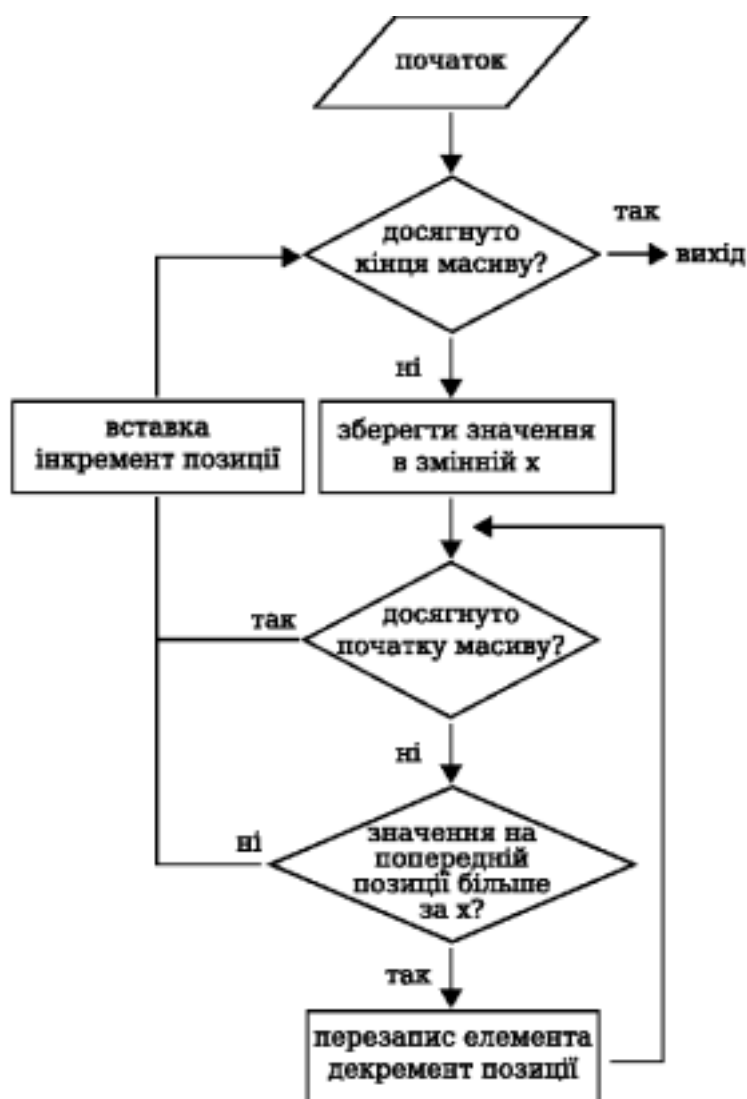 початок
досягнуто
кінця масиву?
так
вихід
ні
вставка
інкремент позиції
зберегти значення
в змінній x
так
досягнуто
початку масиву?
ні
ні
значення на
попередній
позиції більше
за x?
так
перезапис елемента
декремент позиції